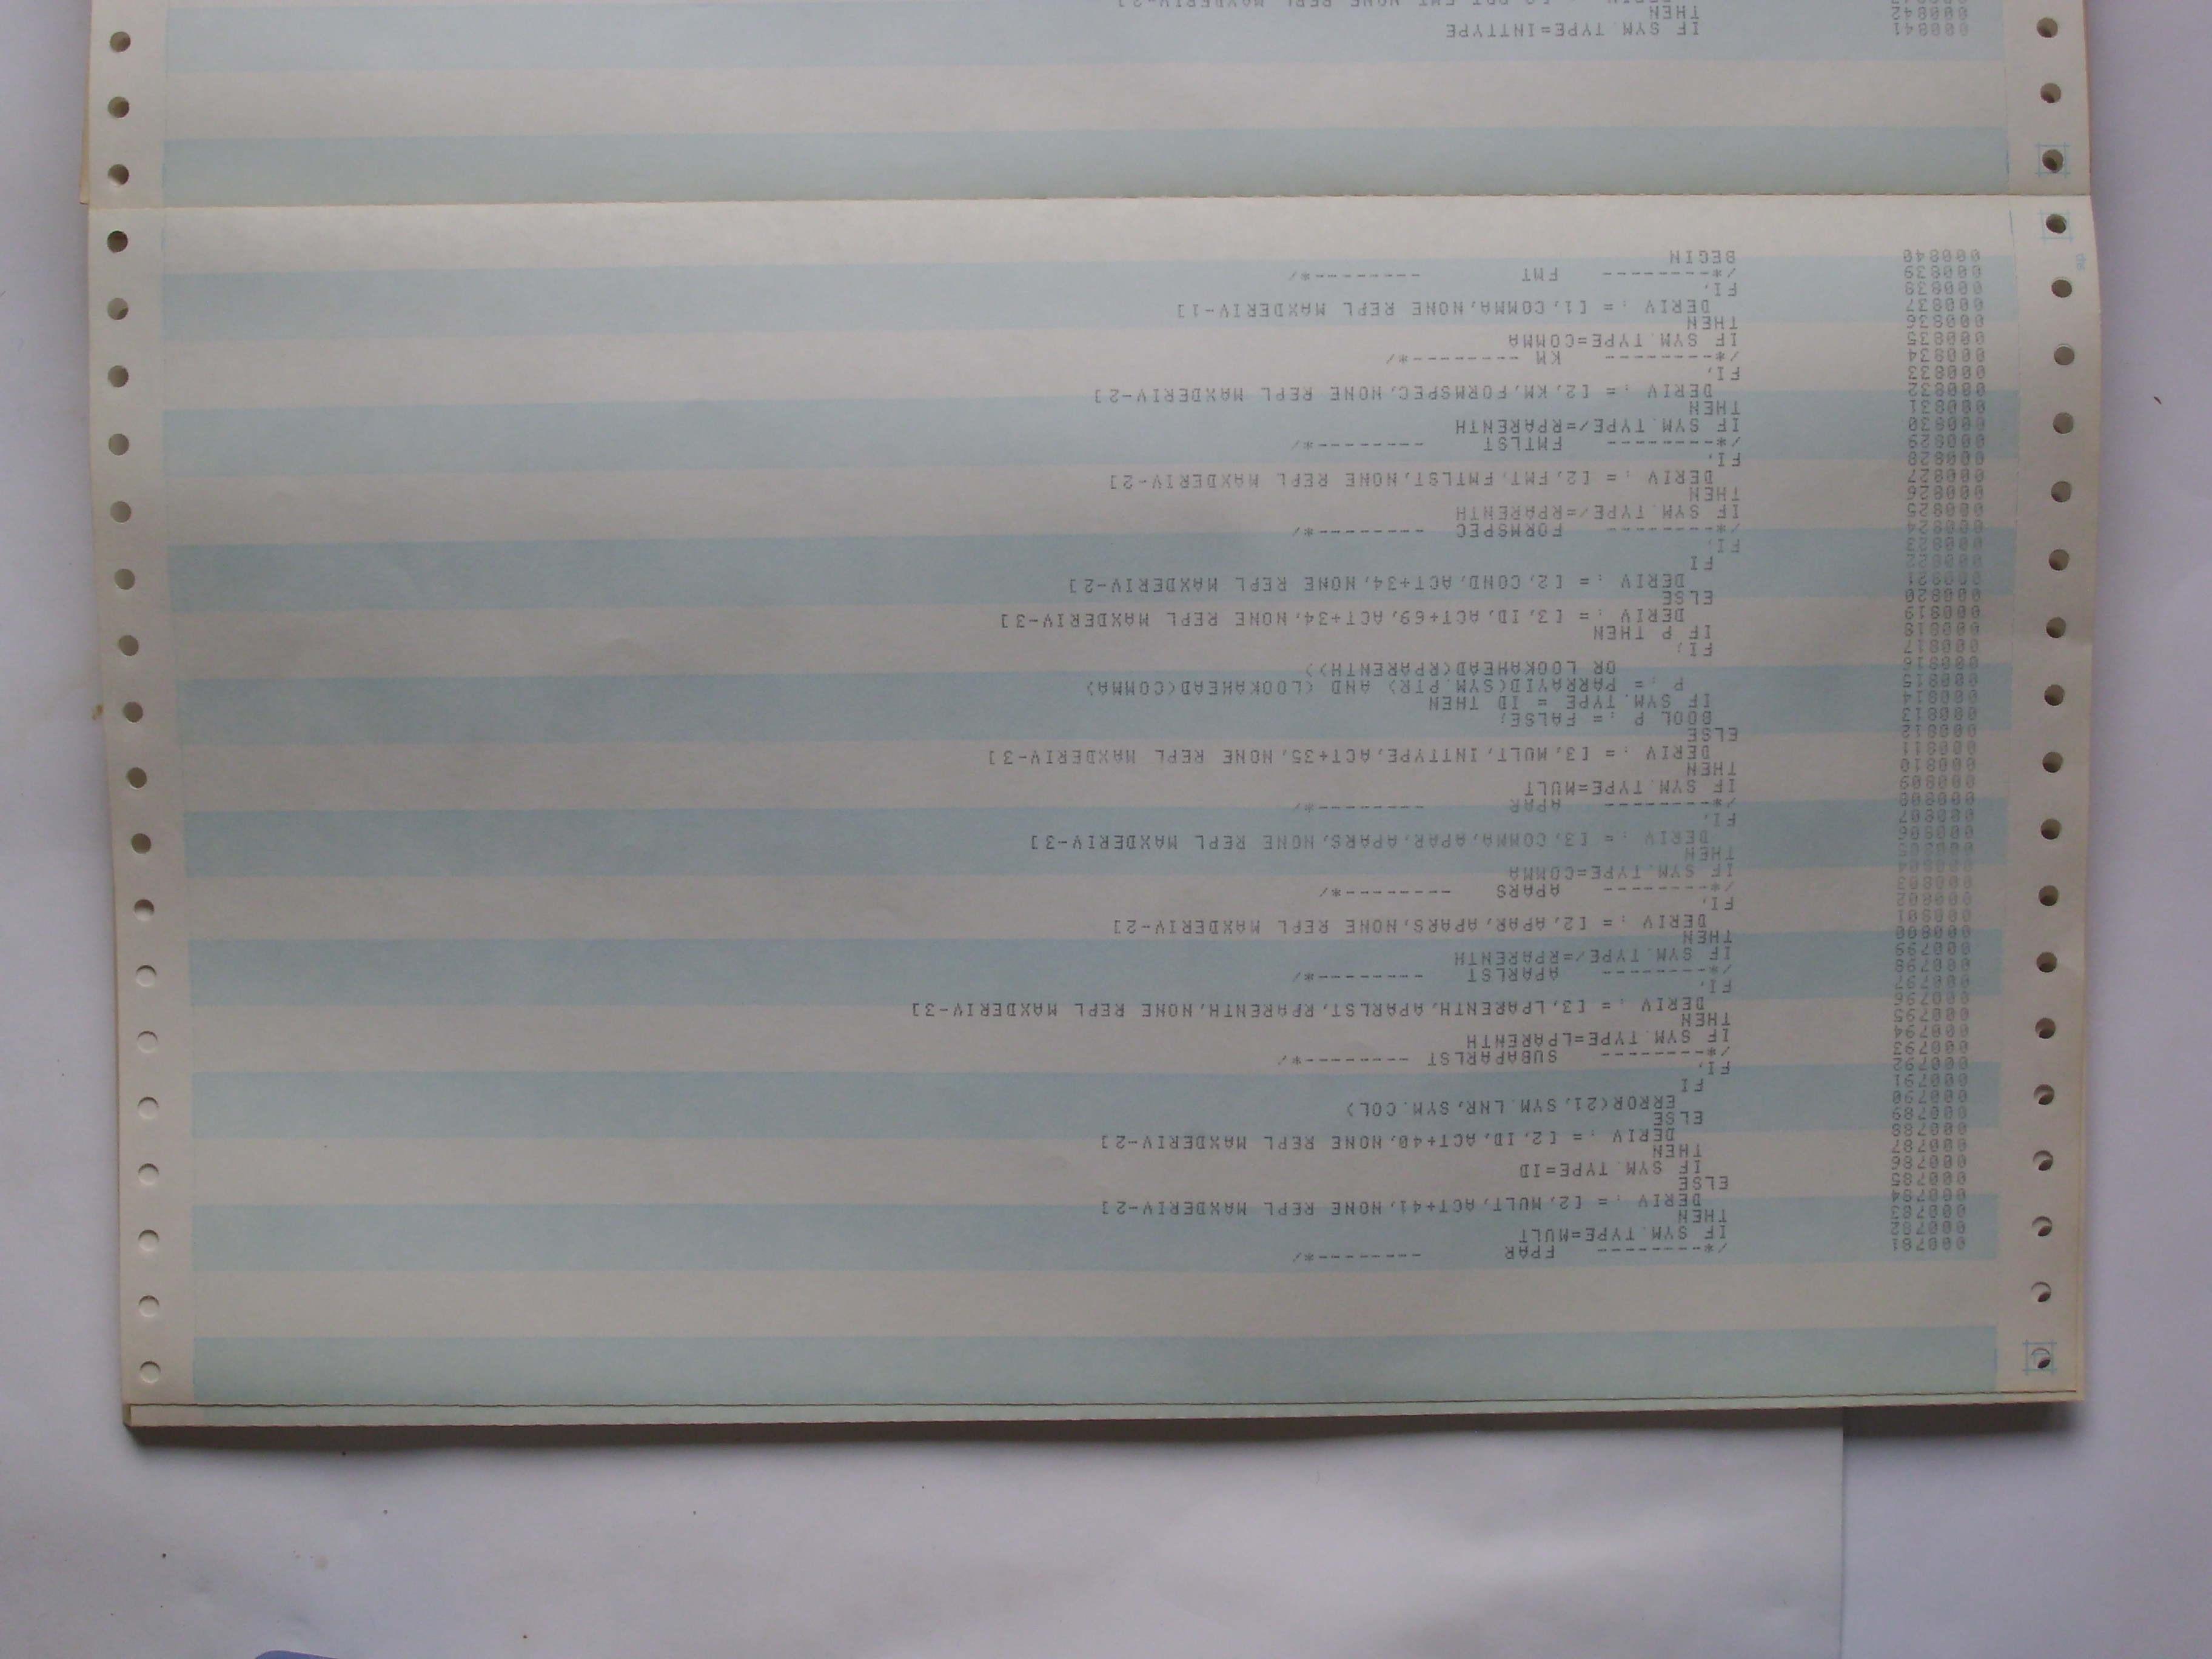 000781 /*--------- FPAR ---------*/
000782 IF SYM.TYPE=MULT
000783 THEN
000784 DERIV := [2,MULT,ACT+41,NONE REPL MAXDERIV-2]
000785 ELSE
000786 IF SYM.TYPE=ID
000787 THEN
000788 DERIV := [2,ID,ACT+40,NONE REPL MAXDERIV-2]
000789 ELSE
000790 ERROR(21,SYM.LNR,SYM.COL)
000791 FI
000792 FI,
000793 /*--------- SUBAPARLST ---------*/
000794 IF SYM.TYPE=LPARENTH
000795 THEN
000796 DERIV := [3,LPARENTH,APARLST,RPARENTH,NONE REPL MAXDERIV-3]
000797 FI,
000798 /*--------- APARLST ---------*/
000799 IF SYM.TYPE/=RPARENTH
000800 THEN
000801 DERIV := [2,APAR,APARS,NONE REPL MAXDERIV-2]
000802 FI,
000803 /*--------- APARS ---------*/
000804 IF SYM.TYPE=COMMA
000805 THEN
000806 DERIV := [3,COMMA,APAR,APARS,NONE REPL MAXDERIV-3]
000807 FI,
000808 /*--------- APAR ---------*/
000809 IF SYM.TYPE=MULT
000810 THEN
000811 DERIV := [3,MULT,INTTYPE,ACT+35,NONE REPL MAXDERIV-3]
000812 ELSE
000813 BOOL P := FALSE;
000814 IF SYM.TYPE = ID THEN
000815 P := PARRAYID(SYM.PTR) AND (LOOKAHEAD(COMMA)
000816 OR LOOKAHEAD(RPARENTH))
000817 FI;
000818 IF P THEN
000819 DERIV := [3,ID,ACT+69,ACT+34,NONE REPL MAXDERIV-3]
000820 ELSE
000821 DERIV := [2,COND,ACT+34,NONE REPL MAXDERIV-2]
000822 FI
000823 FI,
000824 /*--------- FORMSPEC ---------*/
000825 IF SYM.TYPE/=RPARENTH
000826 THEN
000827 DERIV := [2,FMT,FMTLST,NONE REPL MAXDERIV-2]
000828 FI,
000829 /*--------- FMTLST ---------*/
000830 IF SYM.TYPE/=RPARENTH
000831 THEN
000832 DERIV := [2,KM,FORMSPEC,NONE REPL MAXDERIV-2]
000833 FI,
000834 /*--------- KM ---------*/
000835 IF SYM.TYPE=COMMA
000836 THEN
000837 DERIV := [1,COMMA,NONE REPL MAXDERIV-1]
000838 FI,
000839 /*--------- FMT ---------*/
000840 BEGIN
000841 IF SYM.TYPE=INTTYPE
000842 THEN